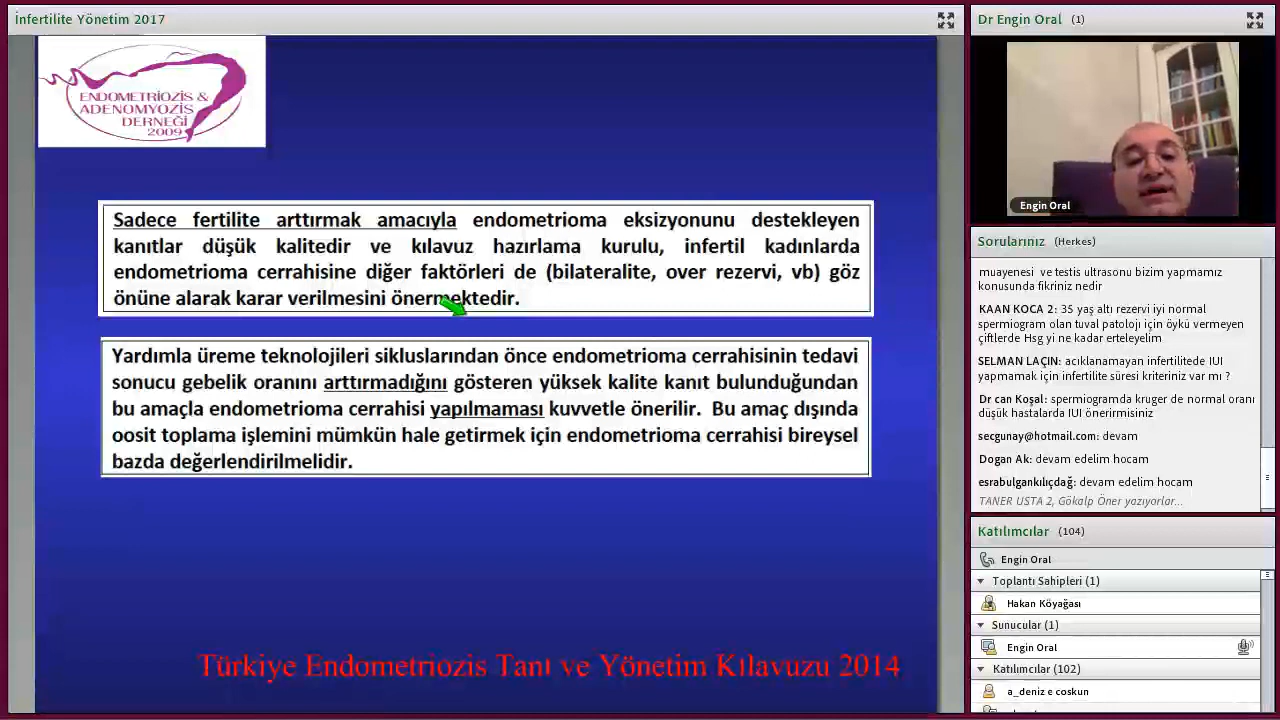 İnfertilite Yönetim 2017
ENDOMETRİOZİS &
ADENOMYOZİS
DERNEĞİ
2009
Sadece fertilite arttırmak amacıyla endometrioma eksizyonunu destekleyen
kanıtlar düşük kalitedir ve kılavuz hazırlama kurulu, infertil kadınlarda
endometrioma cerrahisine diğer faktörleri de (bilateralite, over rezervi, vb) göz
önüne alarak karar verilmesini önermektedir.
Yardımla üreme teknolojileri sikluslarından önce endometrioma cerrahisinin tedavi
sonucu gebelik oranını arttırmadığını gösteren yüksek kalite kanıt bulunduğundan
bu amaçla endometrioma cerrahisi yapılmaması kuvvetle önerilir. Bu amaç dışında
oosit toplama işlemini mümkün hale getirmek için endometrioma cerrahisi bireysel
bazda değerlendirilmelidir.
Türkiye Endometriozis Tanı ve Yönetim Kılavuzu 2014
Dr Engin Oral (1)
Engin Oral
Sorularınız (Herkes)
muayenesi ve testis ultrasonu bizim yapmamız
konusunda fikriniz nedir
KAAN KOCA 2: 35 yaş altı rezervi iyi normal
spermiogram olan tuval patolojı için öykü vermeyen
çiftlerde Hsg yi ne kadar erteleyelim
SELMAN LAÇIN: açıklanamayan infertilitede IUI
yapmamak için infertilite süresi kriteriniz var mı ?
Dr can Koşal: spermiogramda kruger de normal oranı
düşük hastalarda IUI önerirmisiniz
secgunay@hotmail.com: devam
Dogan Ak: devam edelim hocam
esrabulgankılıçdağ: devam edelim hocam
TANER USTA 2, Gökalp Öner yazıyorlar...
Katılımcılar (104)
Engin Oral
Toplantı Sahipleri (1)
Hakan Köyağası
Sunucular (1)
Engin Oral
Katılımcılar (102)
a_deniz e coskun